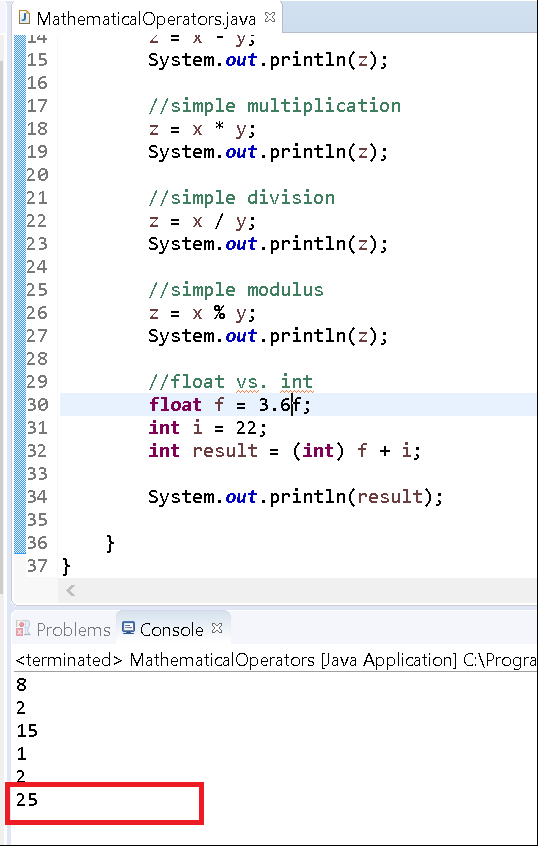 MathematicalOperators.java
14 z = x - y;
15 System.out.println(z);
16
17 //simple multiplication
18 z = x * y;
19 System.out.println(z);
20
21 //simple division
22 z = x / y;
23 System.out.println(z);
24
25 //simple modulus
26 z = x % y;
27 System.out.println(z);
28
29 //float vs. int
30 float f = 3.6f;
31 int i = 22;
32 int result = (int) f + i;
33
34 System.out.println(result);
35
36 }
37 }
Problems Console
<terminated> MathematicalOperators [Java Application] C:\Progra
8
2
15
1
2
25